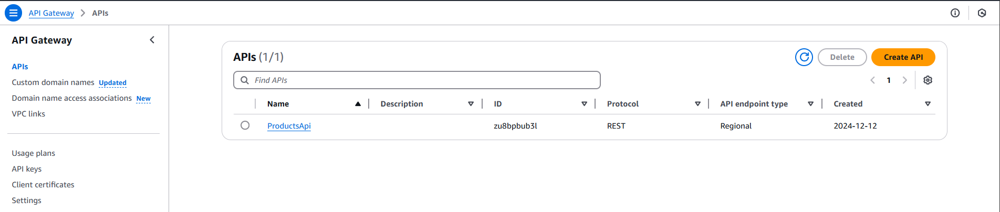 API Gateway > APIs
API Gateway
APIs
Custom domain names Updated
Domain name access associations New
VPC links
Usage plans
API keys
Client certificates
Settings
APIs (1/1)
Delete
Create API
Find APIs
1
Name Description ID Protocol API endpoint type Created
ProductsApi zu8bpbub3l REST Regional 2024-12-12